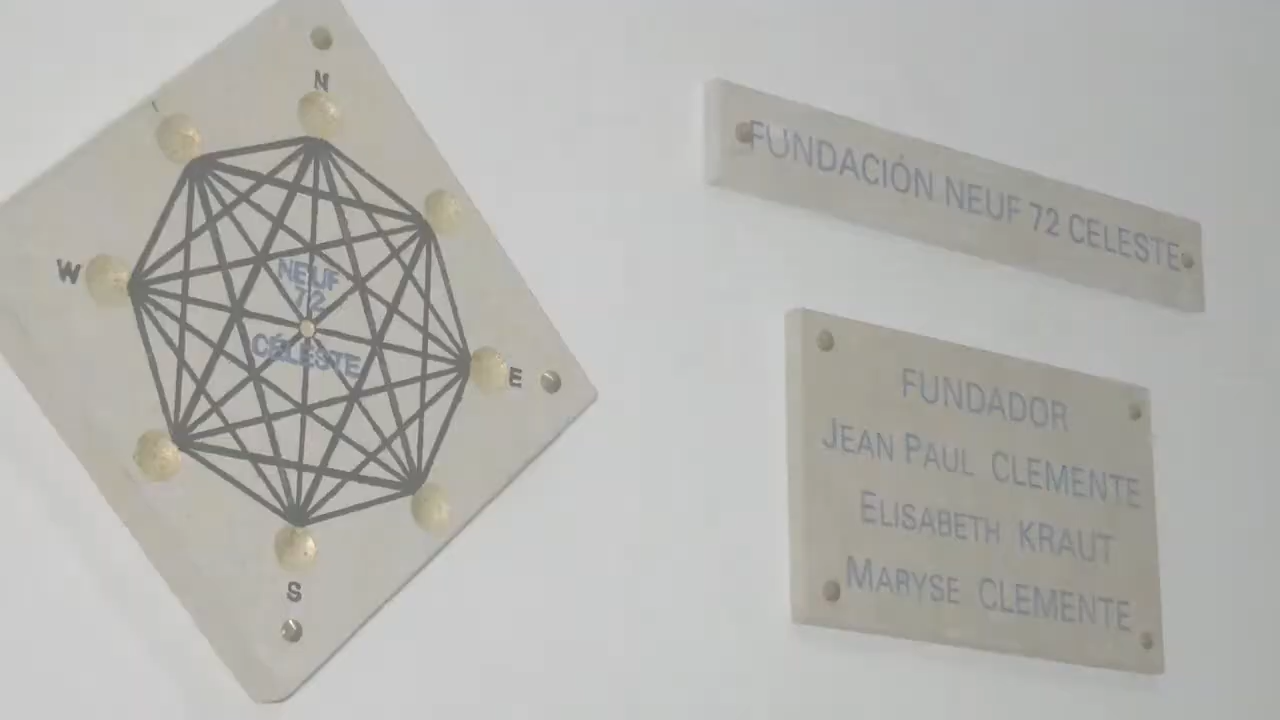 N
W
NEUF
72
CÉLESTE
E
S
FUNDACIÓN NEUF 72 CELESTE
FUNDADOR
JEAN PAUL CLEMENTE
ELISABETH KRAUT
MARYSE CLEMENTE